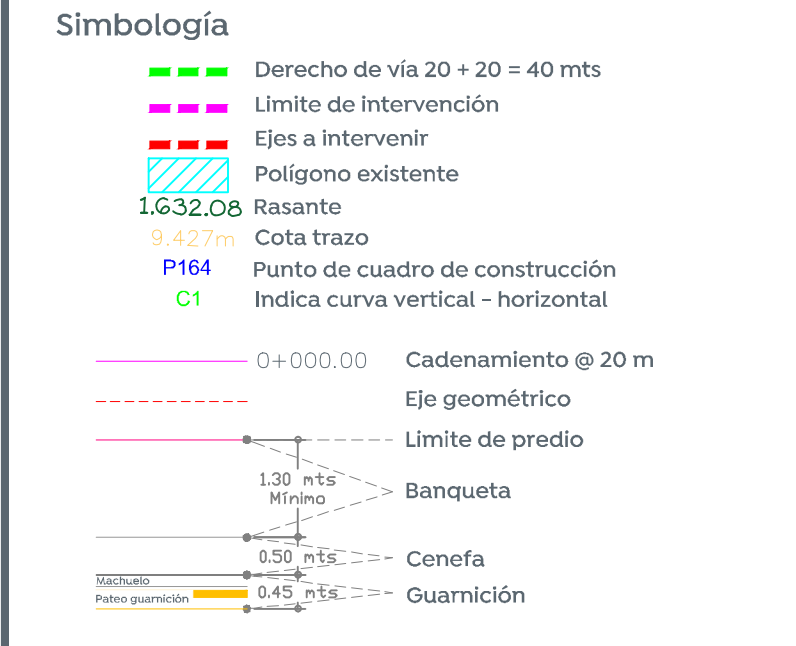 Simbología
Derecho de vía 20 + 20 = 40 mts
Limite de intervención
Ejes a intervenir
Polígono existente
1.632.08 Rasante
9.427m Cota trazo
P164 Punto de cuadro de construcción
C1 Indica curva vertical - horizontal
0+000.00 Cadenamiento @ 20 m
Eje geométrico
Limite de predio
1.30 mts
Mínimo
Banqueta
0.50 mts Cenefa
Machuelo
Pateo guarnición 0.45 mts Guarnición